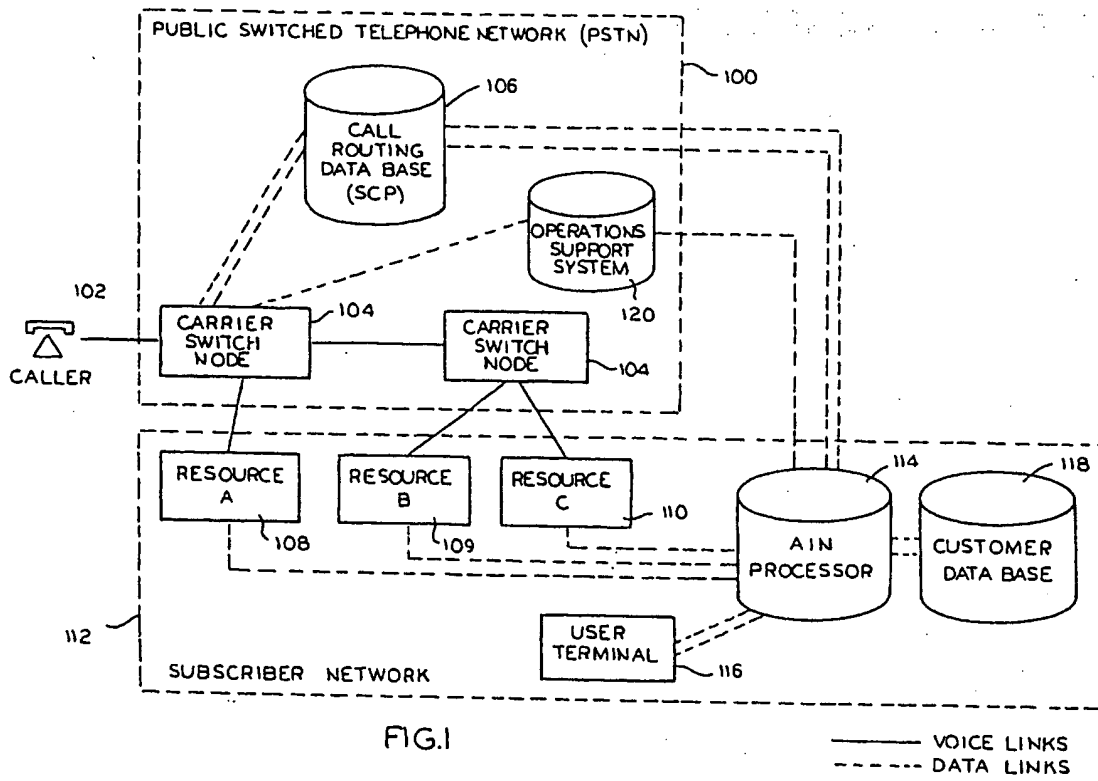 PUBLIC SWITCHED TELEPHONE NETWORK (PSTN)
100
106
CALL
ROUTING
DATA BASE
(SCP)
OPERATIONS
SUPPORT
SYSTEM
120
102
CALLER
104
CARRIER
SWITCH
NODE
CARRIER
SWITCH
NODE
104
RESOURCE
A
108
RESOURCE
B
109
RESOURCE
C
110
114
AIN
PROCESSOR
118
CUSTOMER
DATA BASE
USER
TERMINAL
116
112
SUBSCRIBER NETWORK
FIG.1
VOICE LINKS
DATA LINKS